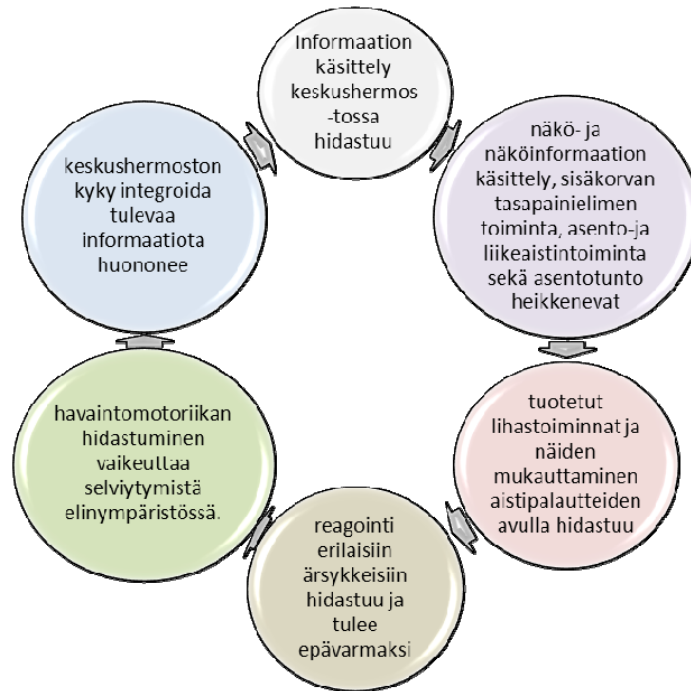 Informaation
käsittely
keskushermos
-tossa
hidastuu
näkö- ja
näköinformaation
käsittely, sisäkorvan
tasapainielimen
toiminta, asento-ja
liikeaistintoiminta
sekä asentotunto
heikkenevat
tuotetut
lihastoiminnat ja
näiden
mukauttaminen
aistipalautteiden
avulla hidastuu
reagointi
erilaisiin
ärsykkeisiin
hidastuu ja
tulee
epävarmaksi
havaintomotoriikan
hidastuminen
vaikeuttaa
selviytymistä
elinympäristössä.
keskushermoston
kyky integroida
tulevaa
informaatiota
huononee